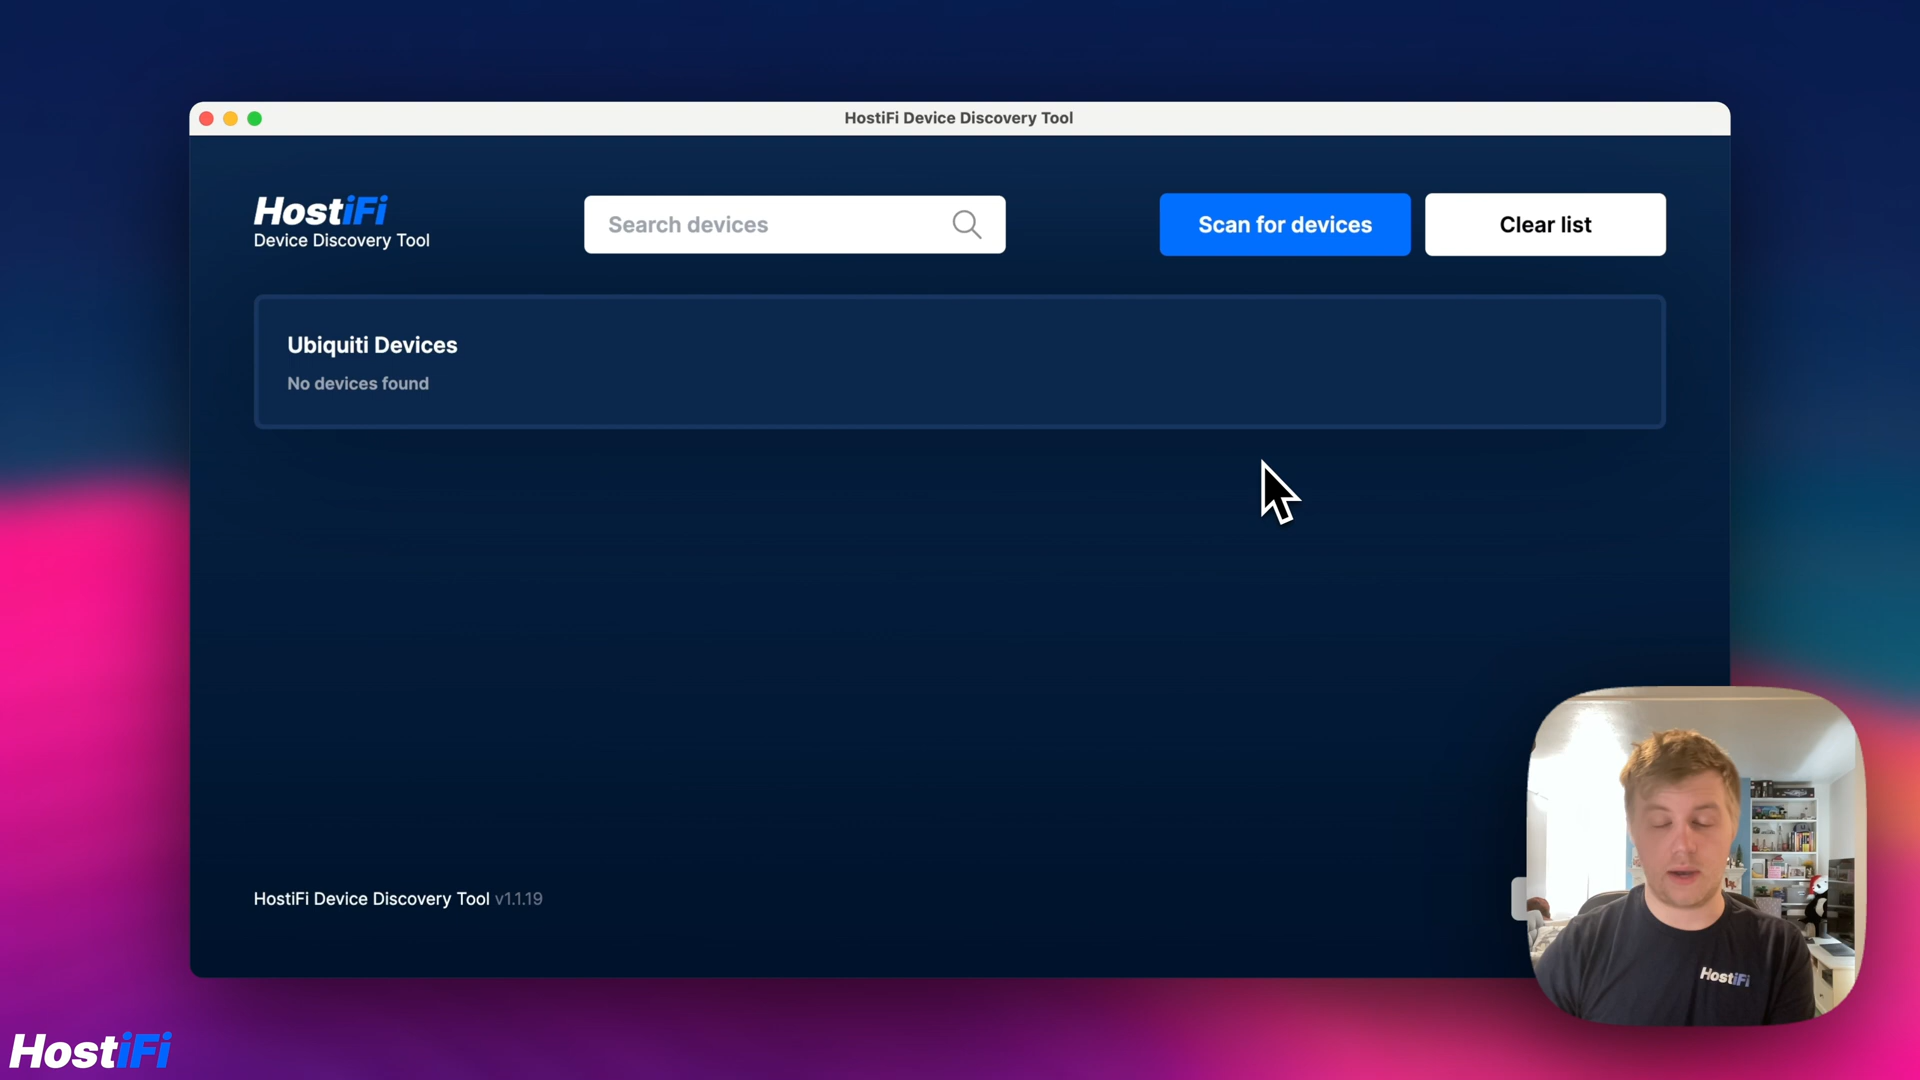 HostiFi Device Discovery Tool
HostiFi
Device Discovery Tool
Search devices
Scan for devices
Clear list
Ubiquiti Devices
No devices found
HostiFi Device Discovery Tool v1.1.19
HostiFi
HostiFi